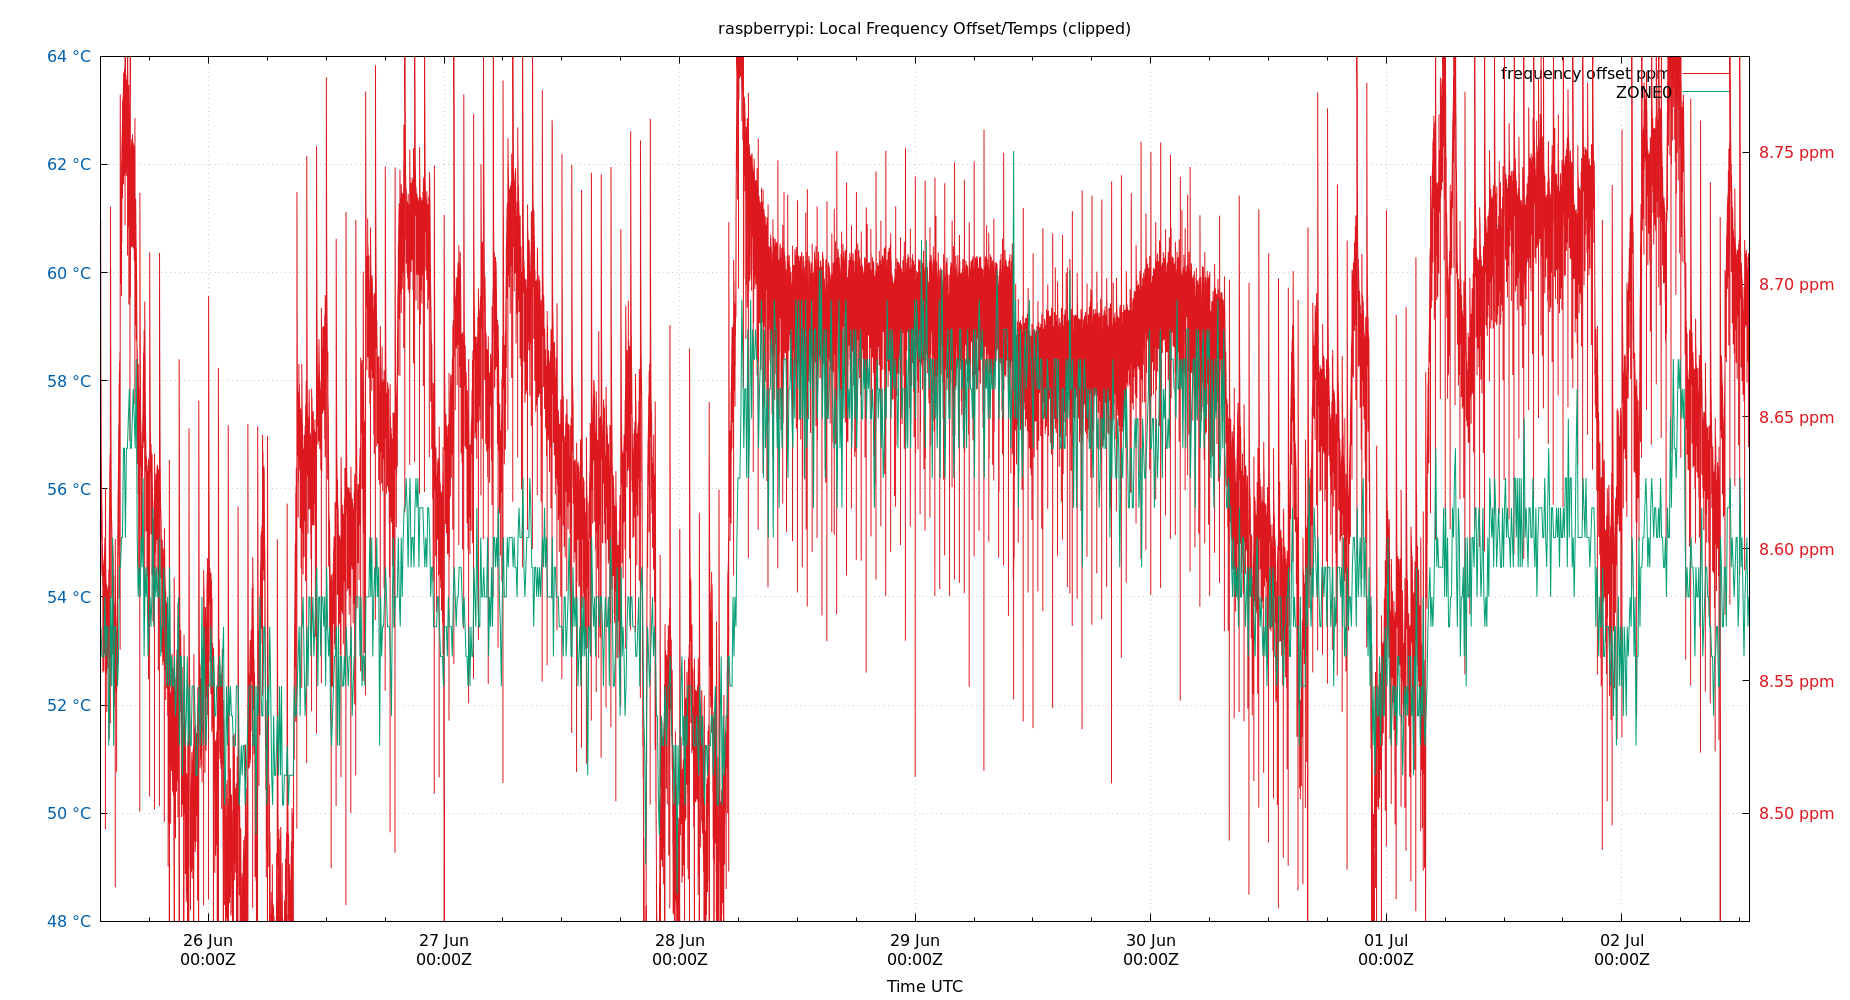 raspberrypi: Local Frequency Offset/Temps (clipped)
frequency offset ppm
ZONE0
64 °C
62 °C
60 °C
58 °C
56 °C
54 °C
52 °C
50 °C
48 °C
8.75 ppm
8.70 ppm
8.65 ppm
8.60 ppm
8.55 ppm
8.50 ppm
26 Jun
00:00Z
27 Jun
00:00Z
28 Jun
00:00Z
29 Jun
00:00Z
30 Jun
00:00Z
01 Jul
00:00Z
02 Jul
00:00Z
Time UTC